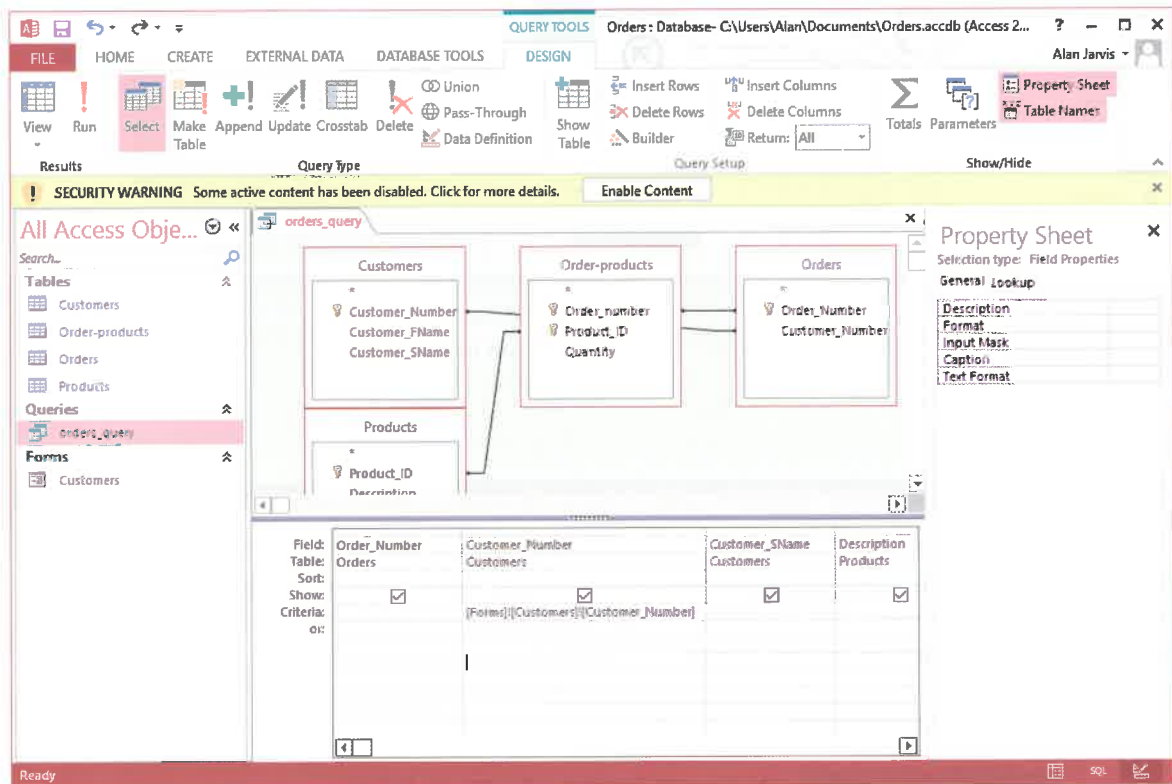 QUERY TOOLS
Orders : Database- C:\Users\Alan\Documents\Orders.accdb (Access 2...
?
FILE
HOME
CREATE
EXTERNAL DATA
DATABASE TOOLS
DESIGN
Alan Jarvis
View
Run
Select
Make Table
Append
Update
Crosstab
Delete
Union
Pass-Through
Data Definition
Show Table
Insert Rows
Delete Rows
Builder
Insert Columns
Delete Columns
Return: All
Totals
Parameters
Property Sheet
Table Names
Results
Query Type
Query Setup
Show/Hide
! SECURITY WARNING Some active content has been disabled. Click for more details.
Enable Content
All Access Obje...
Search..
Tables
Customers
Order-products
Orders
Products
Queries
orders_query
Forms
Customers
orders_query
Customers
*
Customer_Number
Customer_FName
Customer_SName
Order-products
*
Order_number
Product_ID
Quantity
Orders
*
Order_Number
Customer_Number
Products
*
Product_ID
Description
Property Sheet
Selection type: Field Properties
General Lookup
Description
Format
Input Mask
Caption
Text Format
Field: Order_Number Customer_Number Customer_SName Description
Table: Orders Customers Customers Products
Sort:
Show:
Criteria: [Forms]![Customers]![Customer_Number]
or:
Ready
SQL